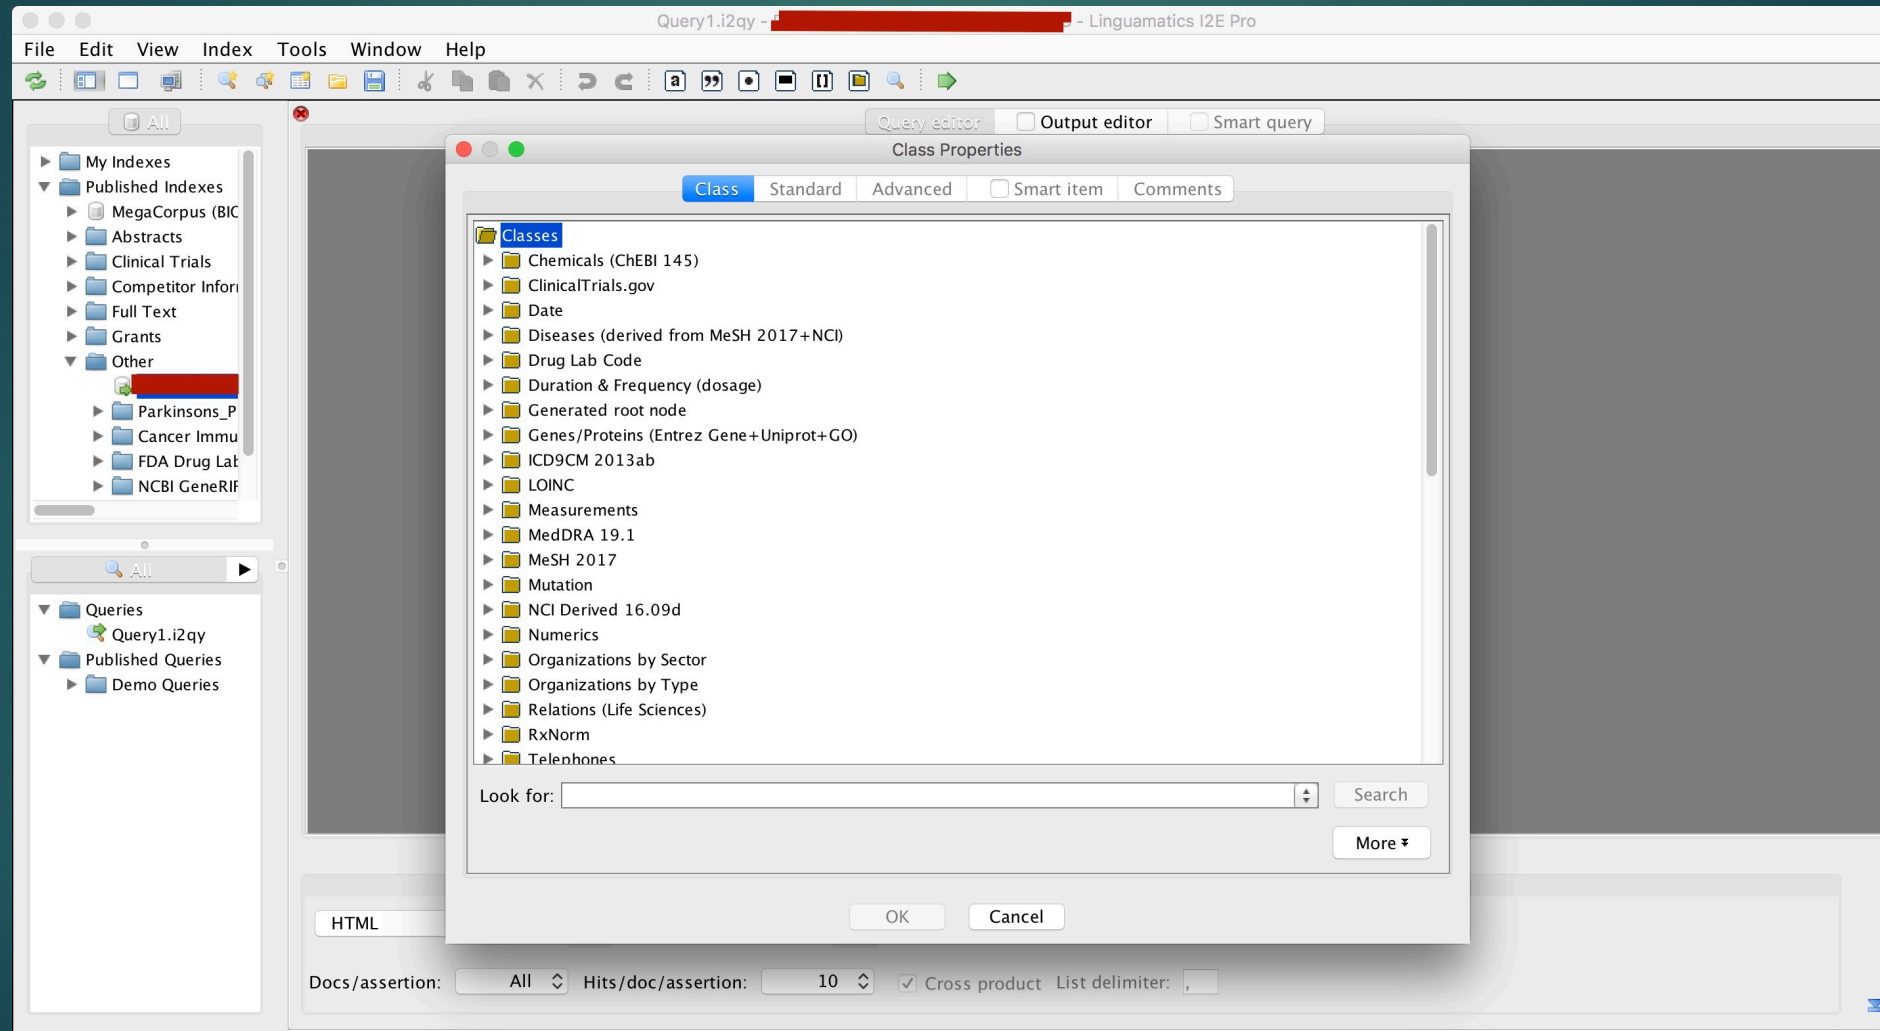 Query1.i2qy - - Linguamatics I2E Pro
File Edit View Index Tools Window Help
All
My Indexes
Published Indexes
MegaCorpus (BIC
Abstracts
Clinical Trials
Competitor Infor
Full Text
Grants
Other
Parkinsons_P
Cancer Immu
FDA Drug Lab
NCBI GeneRIF
All
Queries
Query1.i2qy
Published Queries
Demo Queries
Query editor Output editor Smart query
Class Properties
Class Standard Advanced Smart item Comments
Classes
Chemicals (ChEBI 145)
ClinicalTrials.gov
Date
Diseases (derived from MeSH 2017+NCI)
Drug Lab Code
Duration & Frequency (dosage)
Generated root node
Genes/Proteins (Entrez Gene+Uniprot+GO)
ICD9CM 2013ab
LOINC
Measurements
MedDRA 19.1
MeSH 2017
Mutation
NCI Derived 16.09d
Numerics
Organizations by Sector
Organizations by Type
Relations (Life Sciences)
RxNorm
Telephones
Look for: Search
More
OK Cancel
HTML
Docs/assertion: All Hits/doc/assertion: 10 Cross product List delimiter: ,